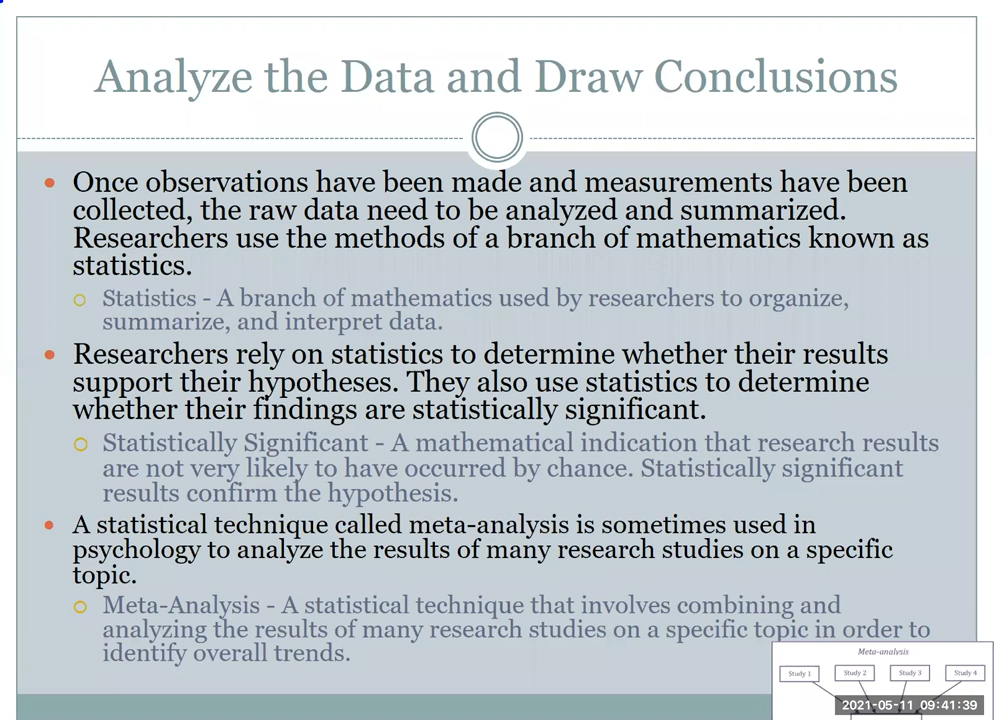 Analyze the Data and Draw Conclusions
Once observations have been made and measurements have been
collected, the raw data need to be analyzed and summarized.
Researchers use the methods of a branch of mathematics known as
statistics.
Statistics - A branch of mathematics used by researchers to organize,
summarize, and interpret data.
Researchers rely on statistics to determine whether their results
support their hypotheses. They also use statistics to determine
whether their findings are statistically significant.
Statistically Significant - A mathematical indication that research results
are not very likely to have occurred by chance. Statistically significant
results confirm the hypothesis.
A statistical technique called meta-analysis is sometimes used in
psychology to analyze the results of many research studies on a specific
topic.
Meta-Analysis - A statistical technique that involves combining and
analyzing the results of many research studies on a specific topic in order to
identify overall trends.
Meta-analysis
Study 1
Study 2
Study 3
Study 4
2021-05-11 09:41:39